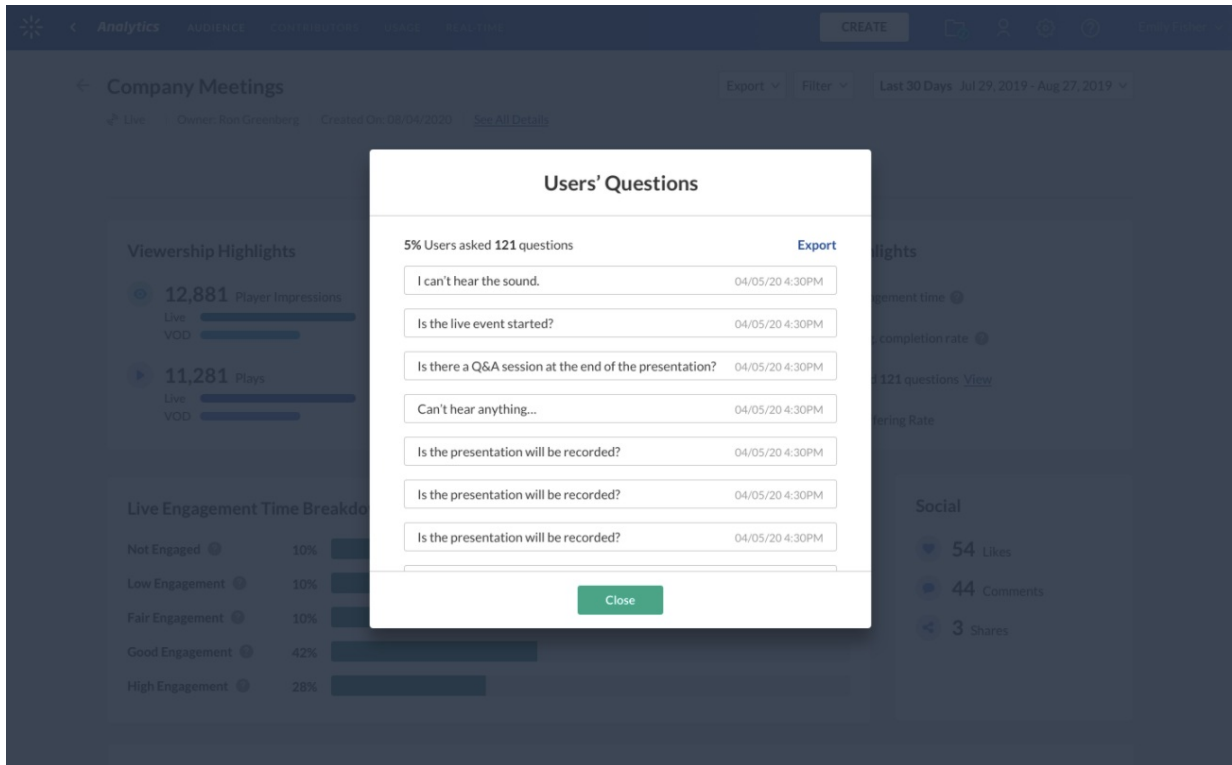 Analytics AUDIENCE CONTRIBUTORS USAGE REAL-TIME CREATE
Company Meetings Export Filter Last 30 Days Jul 29, 2019 - Aug 27, 2019
Live Owner: Ron Greenberg Created On: 08/04/2020 See All Details
Users’ Questions
5% Users asked 121 questions Export
I can’t hear the sound. 04/05/20 4:30PM
Is the live event started? 04/05/20 4:30PM
Is there a Q&A session at the end of the presentation? 04/05/20 4:30PM
Can’t hear anything... 04/05/20 4:30PM
Is the presentation will be recorded? 04/05/20 4:30PM
Is the presentation will be recorded? 04/05/20 4:30PM
Is the presentation will be recorded? 04/05/20 4:30PM
Close
Viewership Highlights
12,881 Player Impressions
Live
VOD
11,281 Plays
Live
VOD
lights
gement time
completion rate
121 questions View
fering Rate
Live Engagement Time Breakdo
Not Engaged 10%
Low Engagement 10%
Fair Engagement 10%
Good Engagement 42%
High Engagement 28%
Social
54 Likes
44 Comments
3 Shares